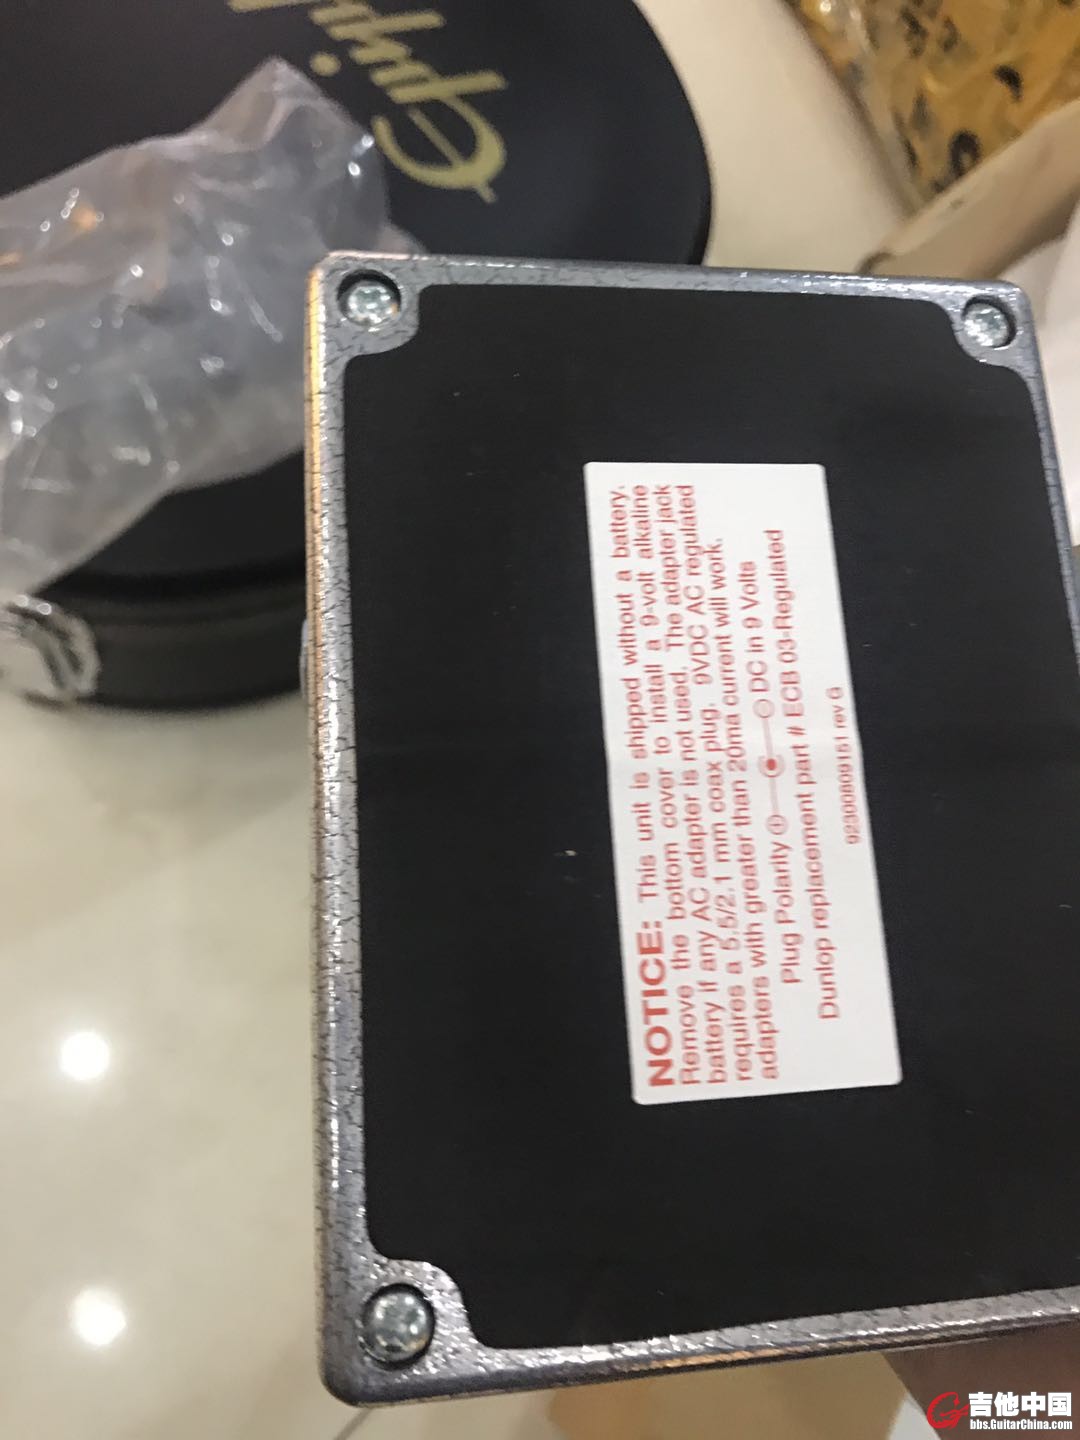 NOTICE: This unit is shipped without a battery.
Remove the bottom cover to install a 9-volt alkaline
battery if any AC adapter is not used. The adapter jack
requires a 5.5/2.1 mm coax plug. 9VDC AC regulated
adapters with greater than 20ma current will work.
Plug Polarity + - DC in 9 Volts
Dunlop replacement part # ECB 03-Regulated
92300809151 rev G
吉他中国
bbs.GuitarChina.com